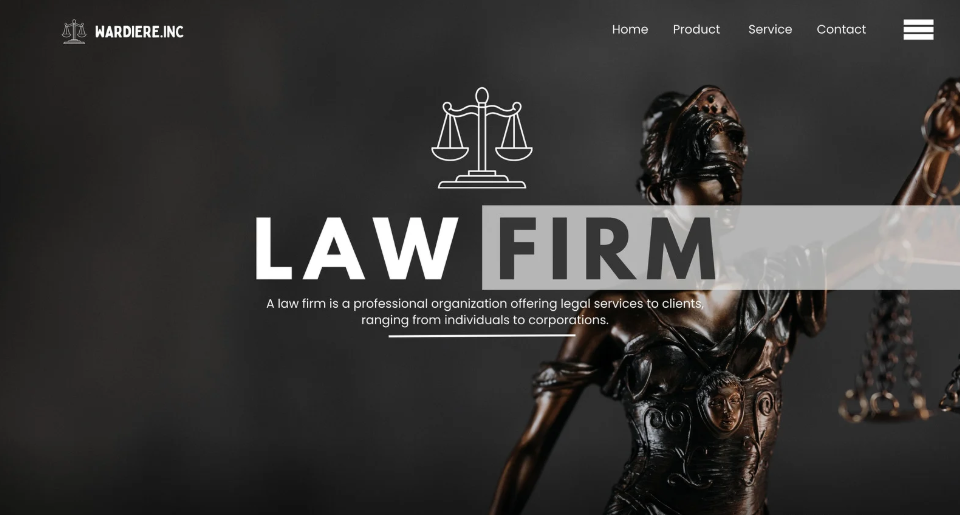 WARDIERE.INC
Home Product Service Contact
LAW FIRM
A law firm is a professional organization offering legal services to clients,
ranging from individuals to corporations.